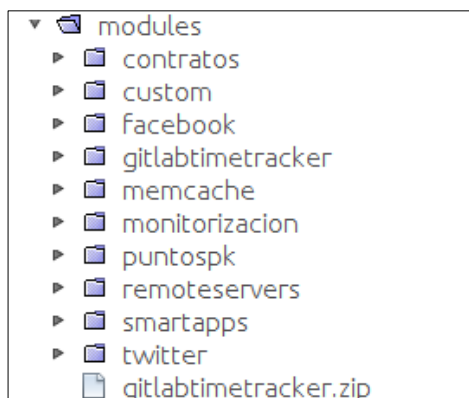 modules
contratos
custom
facebook
gitlabtimetracker
memcache
monitorizacion
puntospk
remoteservers
smartapps
twitter
gitlabtimetracker.zip